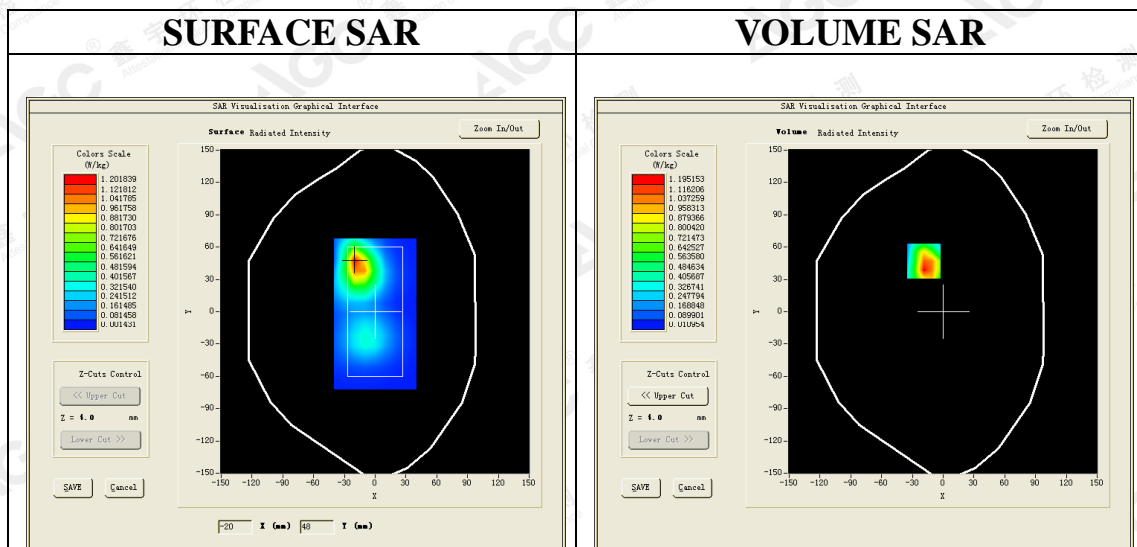 SURFACE SAR
VOLUME SAR
SAR Visualisation Graphical Interface
Surface Radiated Intensity
Zoom In/Out
Colors Scale
(W/kg)
1.201839
1.121812
1.041785
0.961758
0.881730
0.801703
0.721676
0.641649
0.561621
0.481594
0.401567
0.321540
0.241512
0.161485
0.081458
0.001431
Z-Cuts Control
<< Upper Cut
Z = 4.0 mm
Lower Cut >>
SAVE
Cancel
150
120
90
60
30
0
-30
-60
-90
-120
-150
Y
-150 -120 -90 -60 -30 0 30 60 90 120 150
X
-20 X (mm) 48 Y (mm)
SAR Visualisation Graphical Interface
Volume Radiated Intensity
Zoom In/Out
Colors Scale
(W/kg)
1.195153
1.116206
1.037259
0.958313
0.879366
0.800420
0.721473
0.642527
0.563580
0.484634
0.405687
0.326741
0.247794
0.168848
0.089901
0.010954
Z-Cuts Control
<< Upper Cut
Z = 4.0 mm
Lower Cut >>
SAVE
Cancel
150
120
90
60
30
0
-30
-60
-90
-120
-150
Y
-150 -120 -90 -60 -30 0 30 60 90 120 150
X